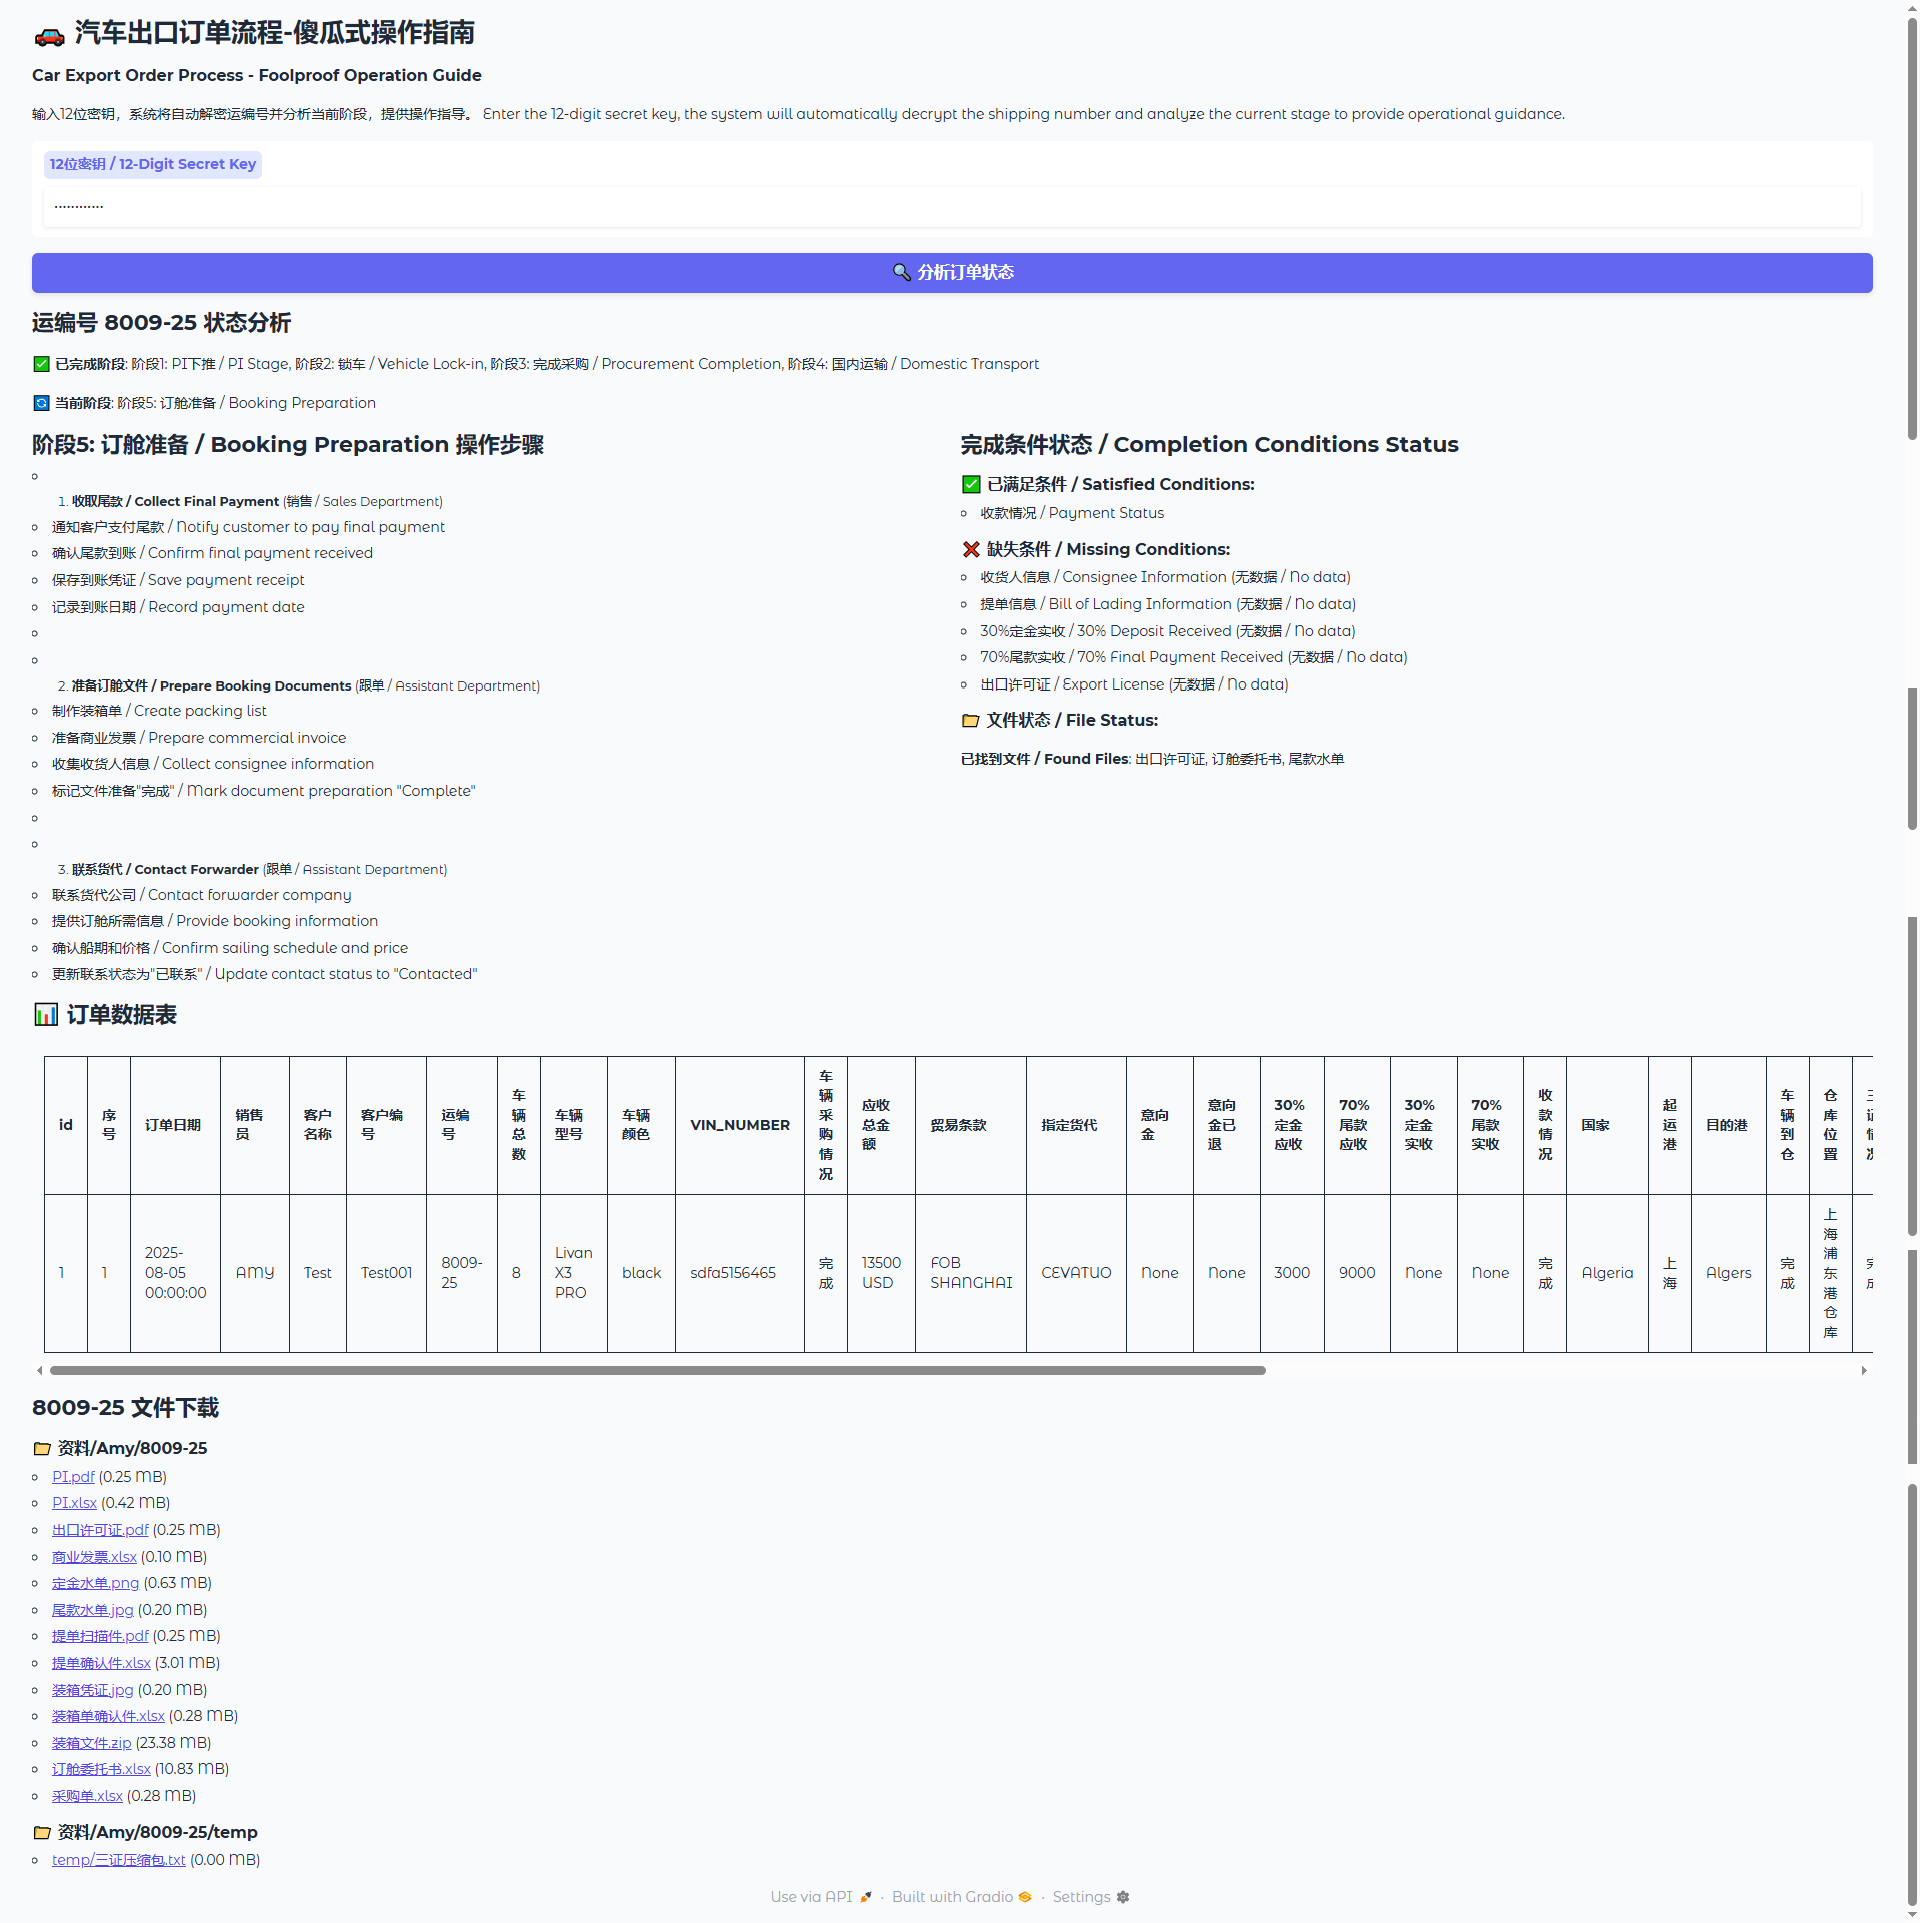 🚗 汽车出口订单流程-傻瓜式操作指南
Car Export Order Process - Foolproof Operation Guide
输入12位密钥，系统将自动解密运编号并分析当前阶段，提供操作指导。 Enter the 12-digit secret key, the system will automatically decrypt the shipping number and analyze the current stage to provide operational guidance.
12位密钥 / 12-Digit Secret Key
············
🔍 分析订单状态
运编号 8009-25 状态分析
✅ 已完成阶段: 阶段1: PI下推 / PI Stage, 阶段2: 锁车 / Vehicle Lock-in, 阶段3: 完成采购 / Procurement Completion, 阶段4: 国内运输 / Domestic Transport
🔄 当前阶段: 阶段5: 订舱准备 / Booking Preparation
阶段5: 订舱准备 / Booking Preparation 操作步骤
1. 收取尾款 / Collect Final Payment (销售 / Sales Department)
通知客户支付尾款 / Notify customer to pay final payment
确认尾款到账 / Confirm final payment received
保存到账凭证 / Save payment receipt
记录到账日期 / Record payment date
2. 准备订舱文件 / Prepare Booking Documents (跟单 / Assistant Department)
制作装箱单 / Create packing list
准备商业发票 / Prepare commercial invoice
收集收货人信息 / Collect consignee information
标记文件准备"完成" / Mark document preparation "Complete"
3. 联系货代 / Contact Forwarder (跟单 / Assistant Department)
联系货代公司 / Contact forwarder company
提供订舱所需信息 / Provide booking information
确认船期和价格 / Confirm sailing schedule and price
更新联系状态为"已联系" / Update contact status to "Contacted"
完成条件状态 / Completion Conditions Status
✅ 已满足条件 / Satisfied Conditions:
收款情况 / Payment Status
❌ 缺失条件 / Missing Conditions:
收货人信息 / Consignee Information (无数据 / No data)
提单信息 / Bill of Lading Information (无数据 / No data)
30%定金实收 / 30% Deposit Received (无数据 / No data)
70%尾款实收 / 70% Final Payment Received (无数据 / No data)
出口许可证 / Export License (无数据 / No data)
📁 文件状态 / File Status:
已找到文件 / Found Files: 出口许可证, 订舱委托书, 尾款水单
📊 订单数据表
id 序号 订单日期 销售员 客户名称 客户编号 运编号 车辆总数 车辆型号 车辆颜色 VIN_NUMBER 车辆采购情况 应收总金额 贸易条款 指定货代 意向金 意向金已退 30%定金应收 70%尾款应收 30%定金实收 70%尾款实收 收款情况 国家 起运港 目的港 车辆到仓 仓库位置
1 1 2025-08-05 00:00:00 AMY Test Test001 8009-25 8 Livan X3 PRO black sdfa5156465 完成 13500 USD FOB SHANGHAI CEVATUO None None 3000 9000 None None 完成 Algeria 上海 Algers 完成 上海浦东港仓库
8009-25 文件下载
📁 资料/Amy/8009-25
PI.pdf (0.25 MB)
PI.xlsx (0.42 MB)
出口许可证.pdf (0.25 MB)
商业发票.xlsx (0.10 MB)
定金水单.png (0.63 MB)
尾款水单.jpg (0.20 MB)
提单扫描件.pdf (0.25 MB)
提单确认件.xlsx (3.01 MB)
装箱凭证.jpg (0.20 MB)
装箱单确认件.xlsx (0.28 MB)
装箱文件.zip (23.38 MB)
订舱委托书.xlsx (10.83 MB)
采购单.xlsx (0.28 MB)
📁 资料/Amy/8009-25/temp
temp/三证压缩包.txt (0.00 MB)
Use via API 🚀 · Built with Gradio · Settings ⚙